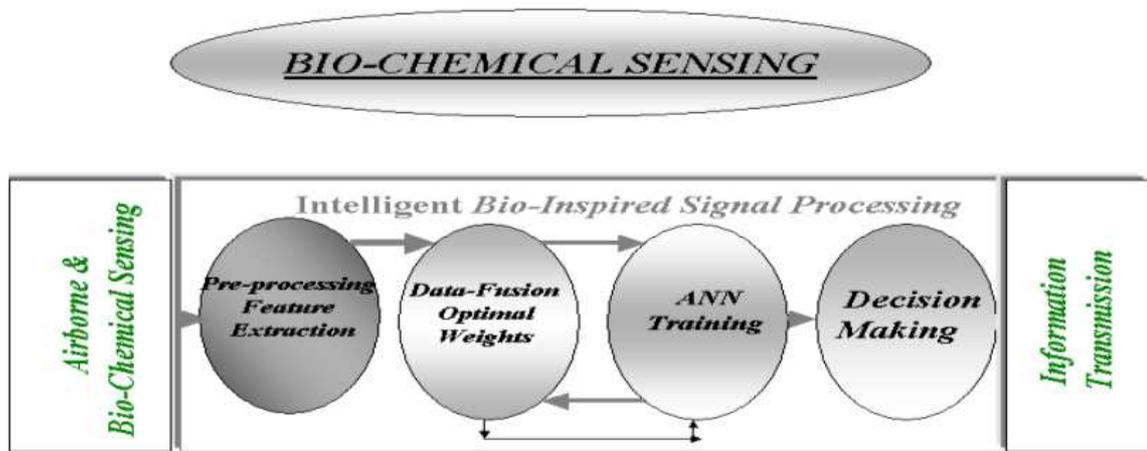 BIO-CHEMICAL SENSING
Airborne &
Bio-Chemical Sensing
Intelligent Bio-Inspired Signal Processing
Pre-processing
Feature
Extraction
Data-Fusion
Optimal
Weights
ANN
Training
Decision
Making
Information
Transmission